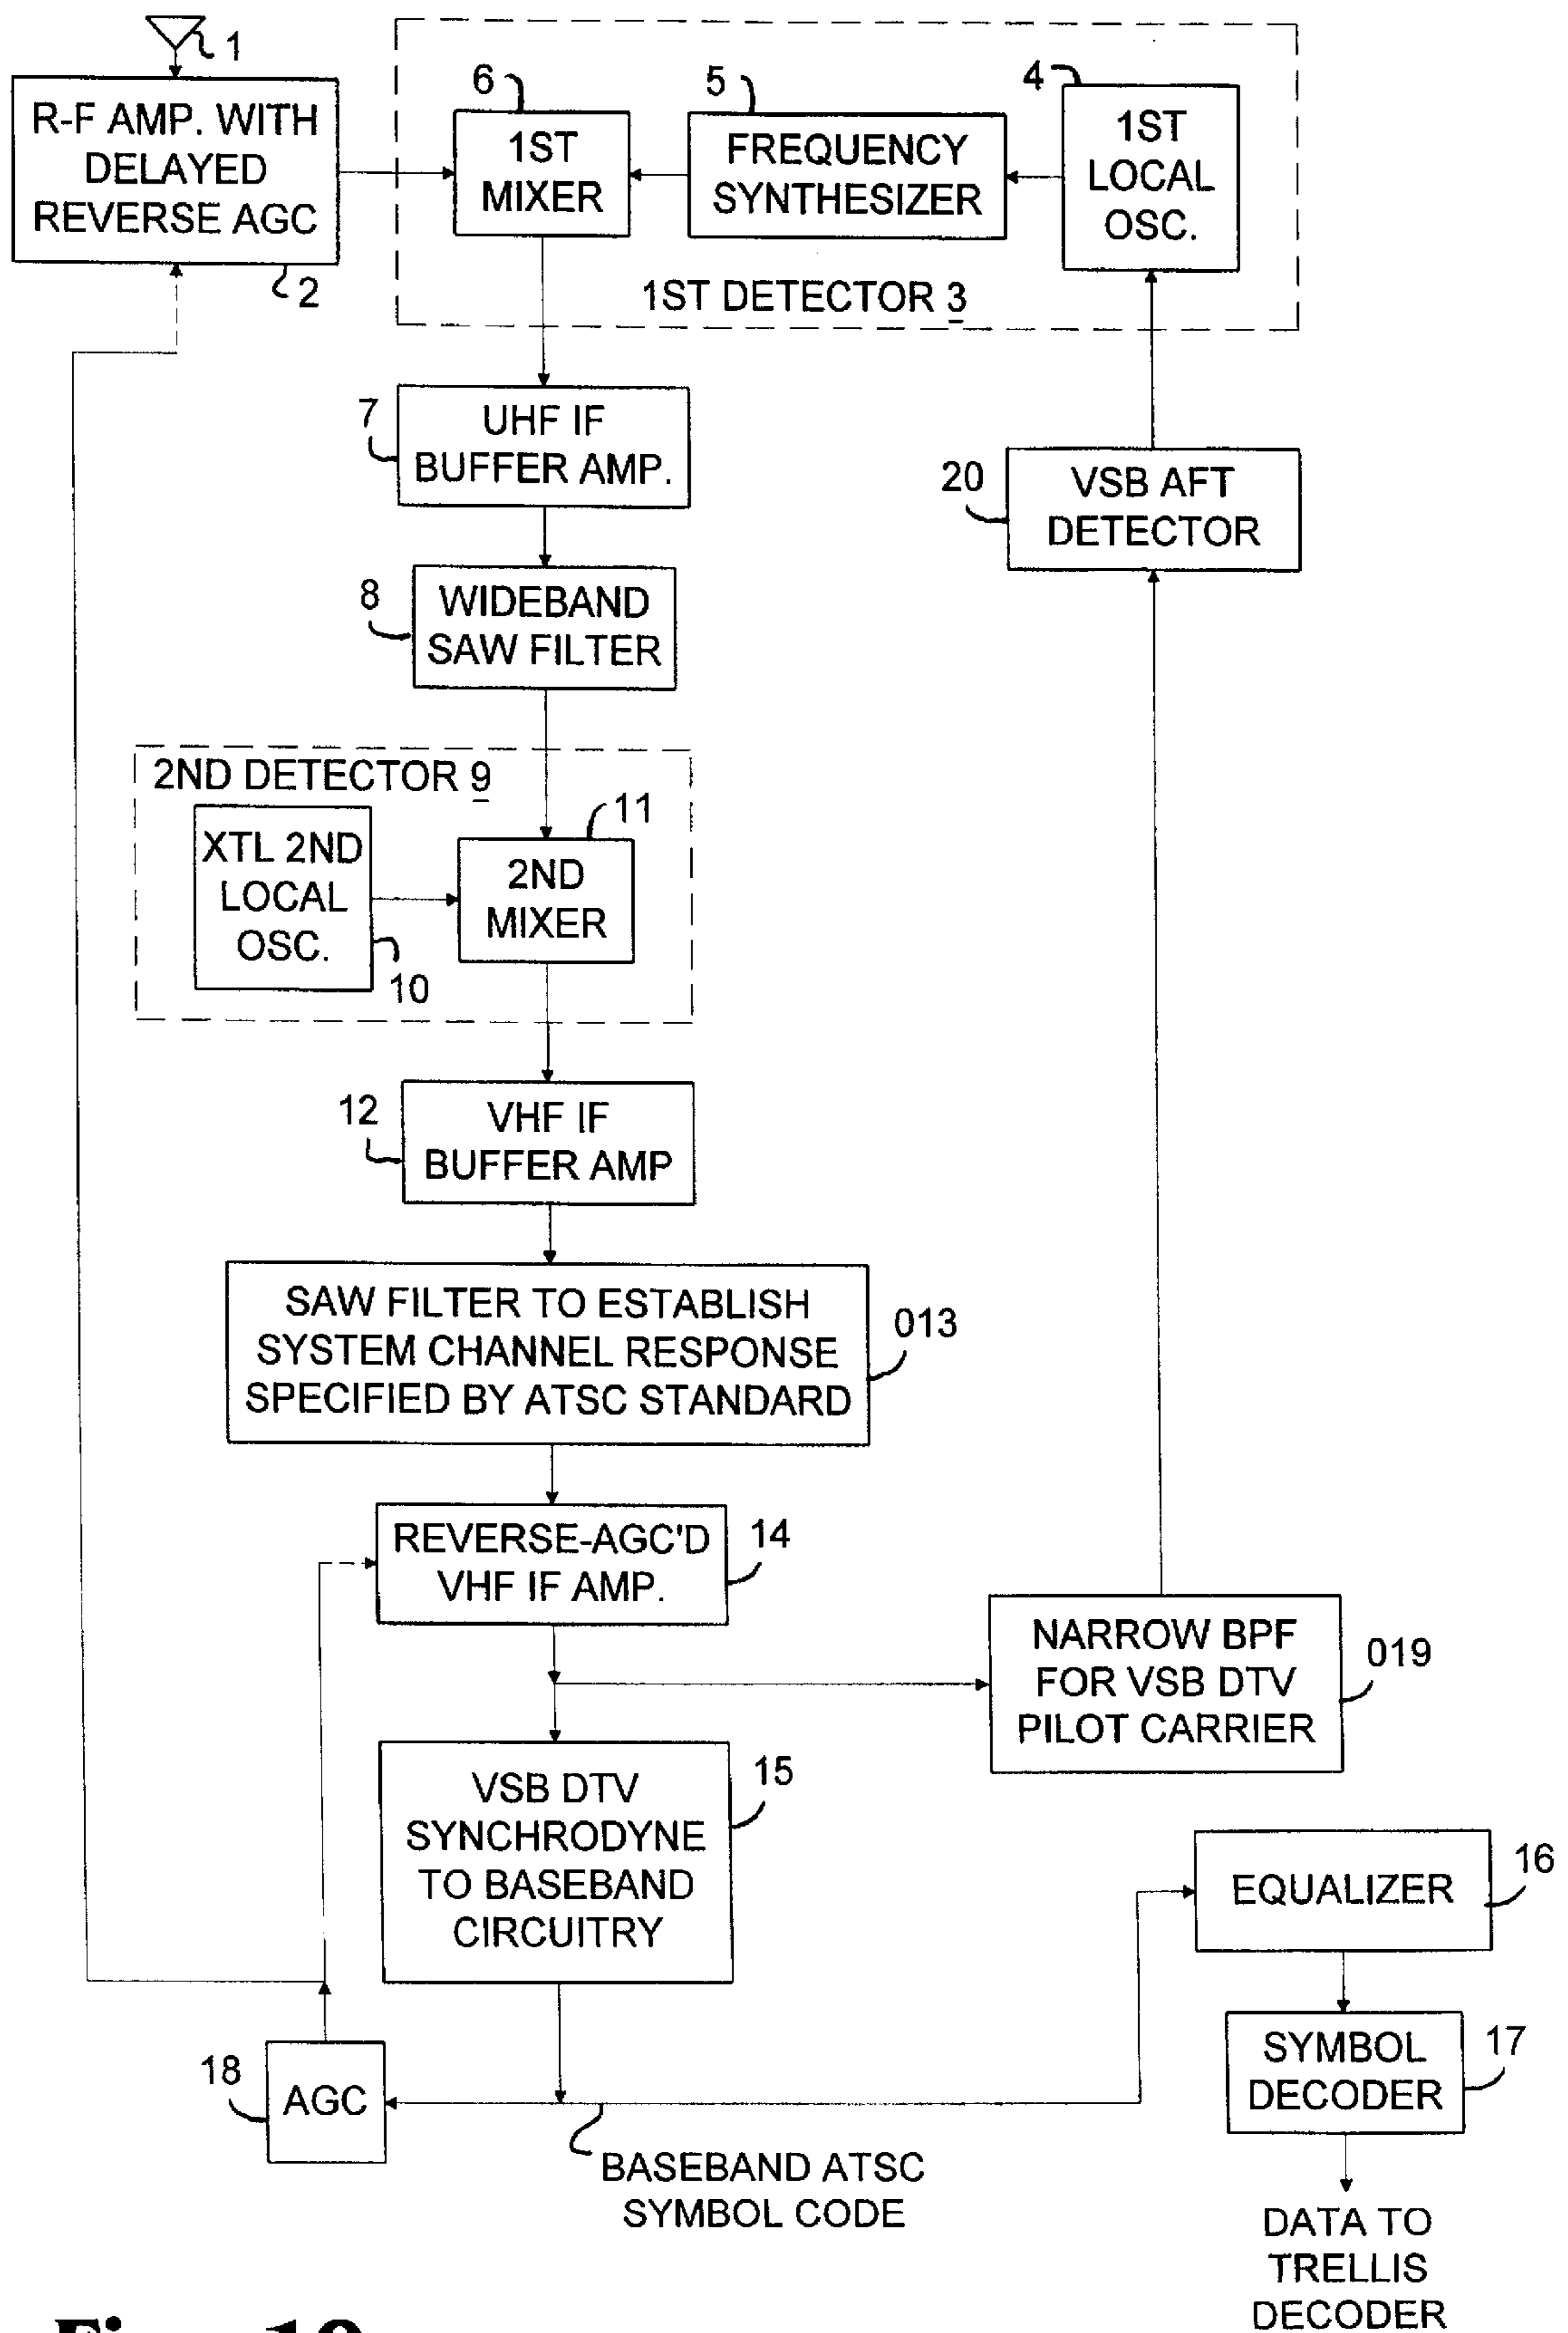 1
R-F AMP. WITH
DELAYED
REVERSE AGC
2
6
1ST
MIXER
5
FREQUENCY
SYNTHESIZER
4
1ST
LOCAL
OSC.
1ST DETECTOR 3
7
UHF IF
BUFFER AMP.
20
VSB AFT
DETECTOR
8
WIDEBAND
SAW FILTER
2ND DETECTOR 9
XTL 2ND
LOCAL
OSC.
10
11
2ND
MIXER
12
VHF IF
BUFFER AMP
SAW FILTER TO ESTABLISH
SYSTEM CHANNEL RESPONSE
SPECIFIED BY ATSC STANDARD
013
REVERSE-AGC'D
VHF IF AMP.
14
NARROW BPF
FOR VSB DTV
PILOT CARRIER
019
VSB DTV
SYNCHRODYNE
TO BASEBAND
CIRCUITRY
15
EQUALIZER
16
SYMBOL
DECODER
17
18
AGC
BASEBAND ATSC
SYMBOL CODE
DATA TO
TRELLIS
DECODER